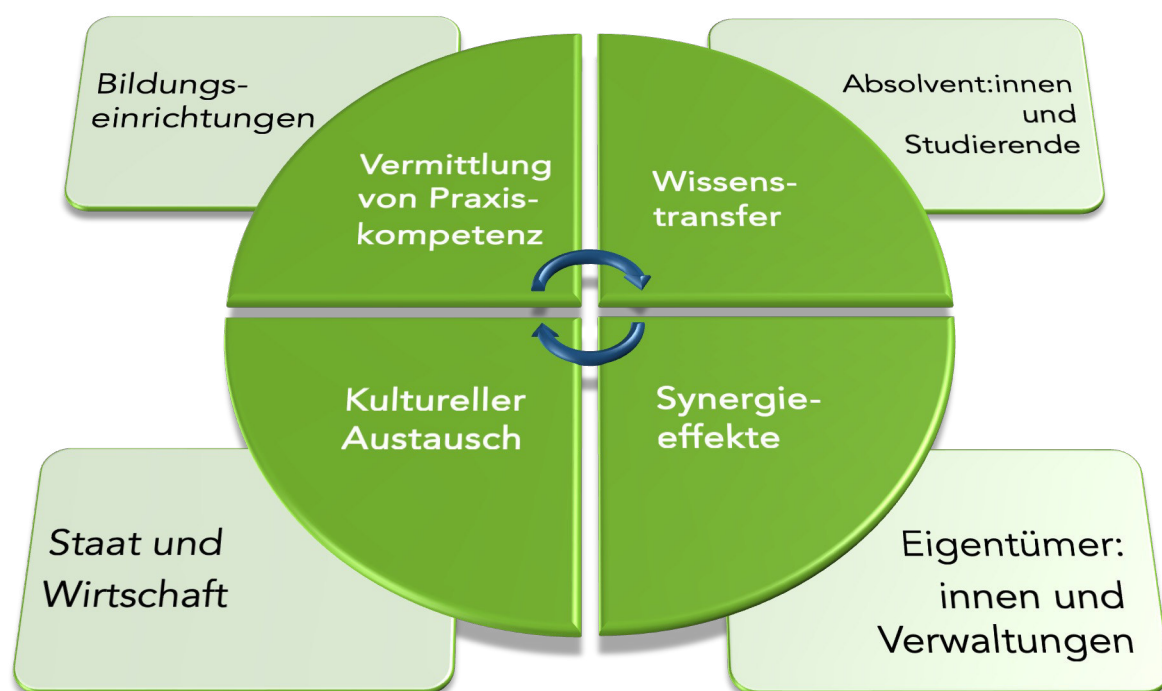 Bildungs-
einrichtungen
Absolvent:innen
und
Studierende
Vermittlung
von Praxis-
kompetenz
Wissens-
transfer
Kultureller
Austausch
Synergie-
effekte
Staat und
Wirtschaft
Eigentümer:
innen und
Verwaltungen